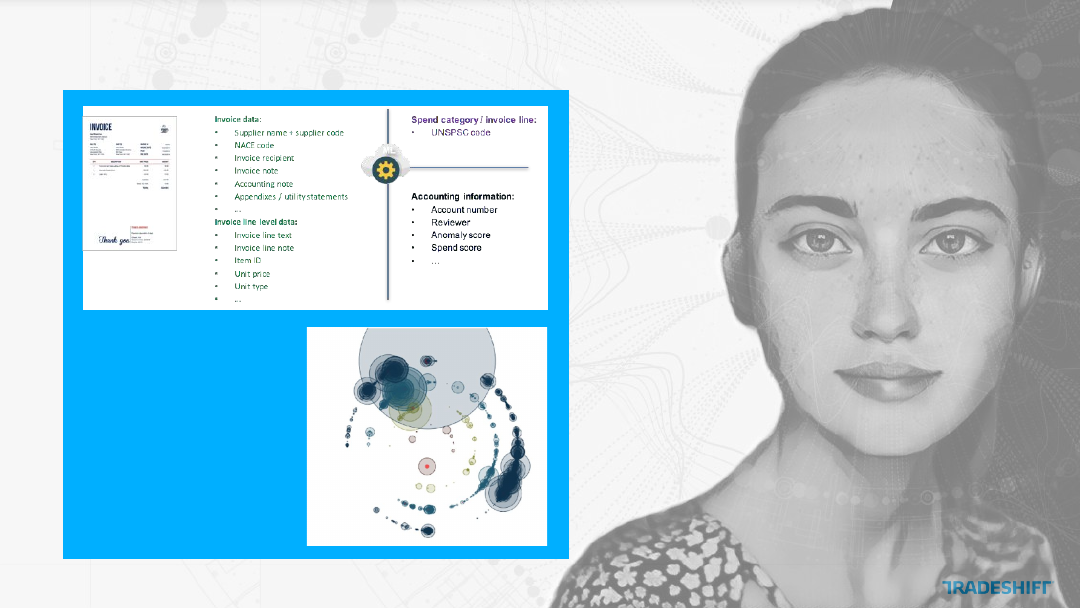 INVOICE
Thank you
Invoice data:
• Supplier name + supplier code
• NACE code
• Invoice recipient
• Invoice note
• Accounting note
• Appendixes / utility statements
• ...
Invoice line level data:
• Invoice line text
• Invoice line note
• Item ID
• Unit price
• Unit type
• ...
Spend category / invoice line:
• UNSPSC code
Accounting information:
• Account number
• Reviewer
• Anomaly score
• Spend score
• ...
TRADESHIFT